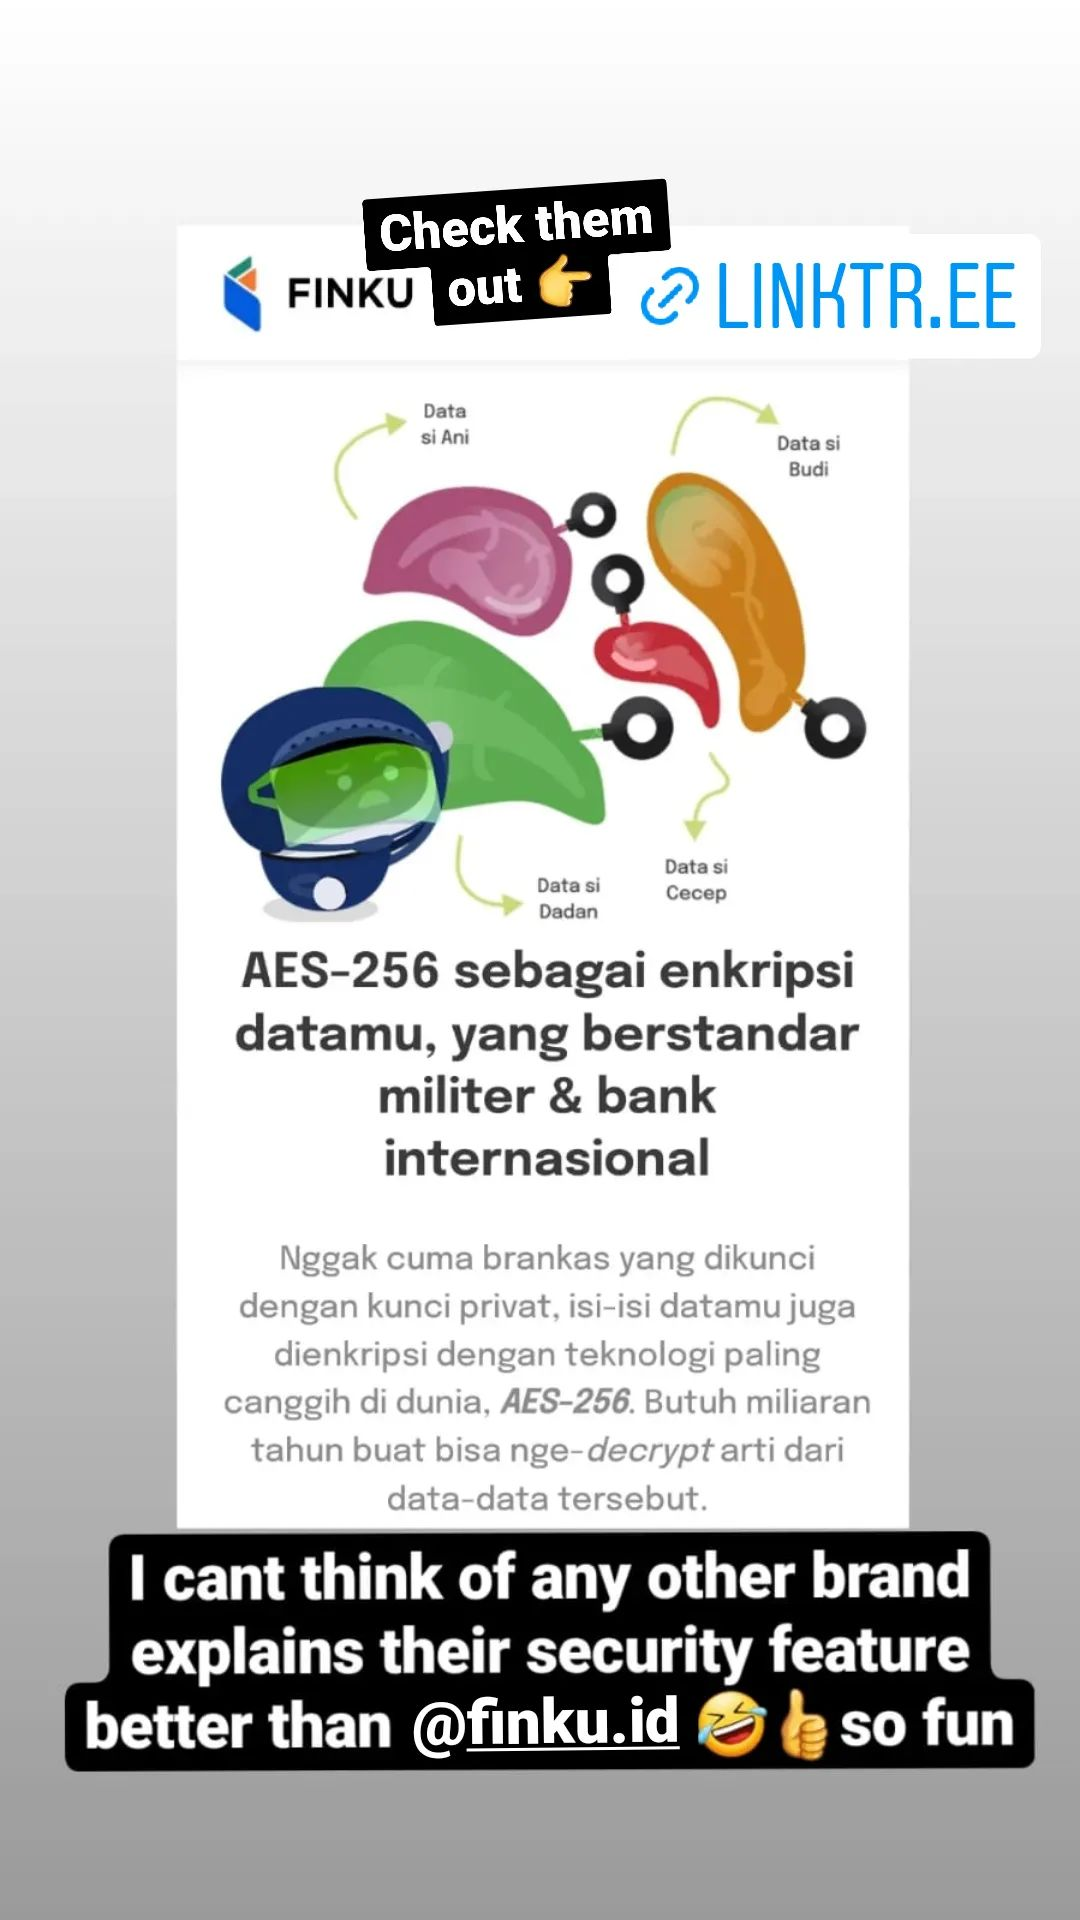 Check them
out 👉
FINKU
LINKTR.EE
Data
si Ani
Data si
Budi
Data si
Cecep
Data si
Dadan
AES-256 sebagai enkripsi
datamu, yang berstandar
militer & bank
internasional
Nggak cuma brankas yang dikunci
dengan kunci privat, isi-isi datamu juga
dienkripsi dengan teknologi paling
canggih di dunia, AES-256. Butuh miliaran
tahun buat bisa nge-decrypt arti dari
data-data tersebut.
I cant think of any other brand
explains their security feature
better than @finku.id 🤣👍so fun